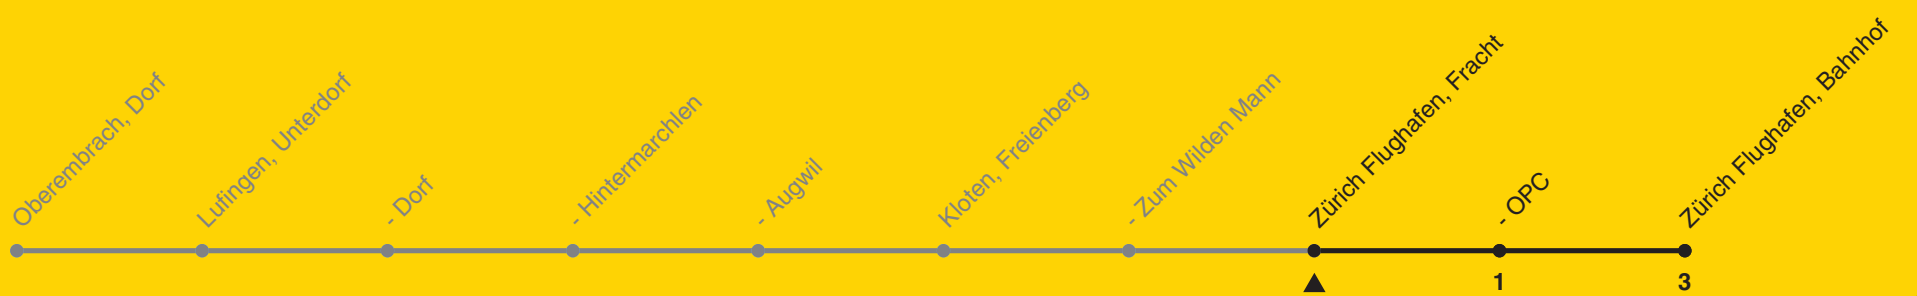 Oberembrach, Dorf
Lufingen, Unterdorf
- Dorf
- Hintermarchlen
- Augwil
Kloten, Freienberg
- Zum Wilden Mann
Zürich Flughafen, Fracht
- OPC
Zürich Flughafen, Bahnhof
1
3